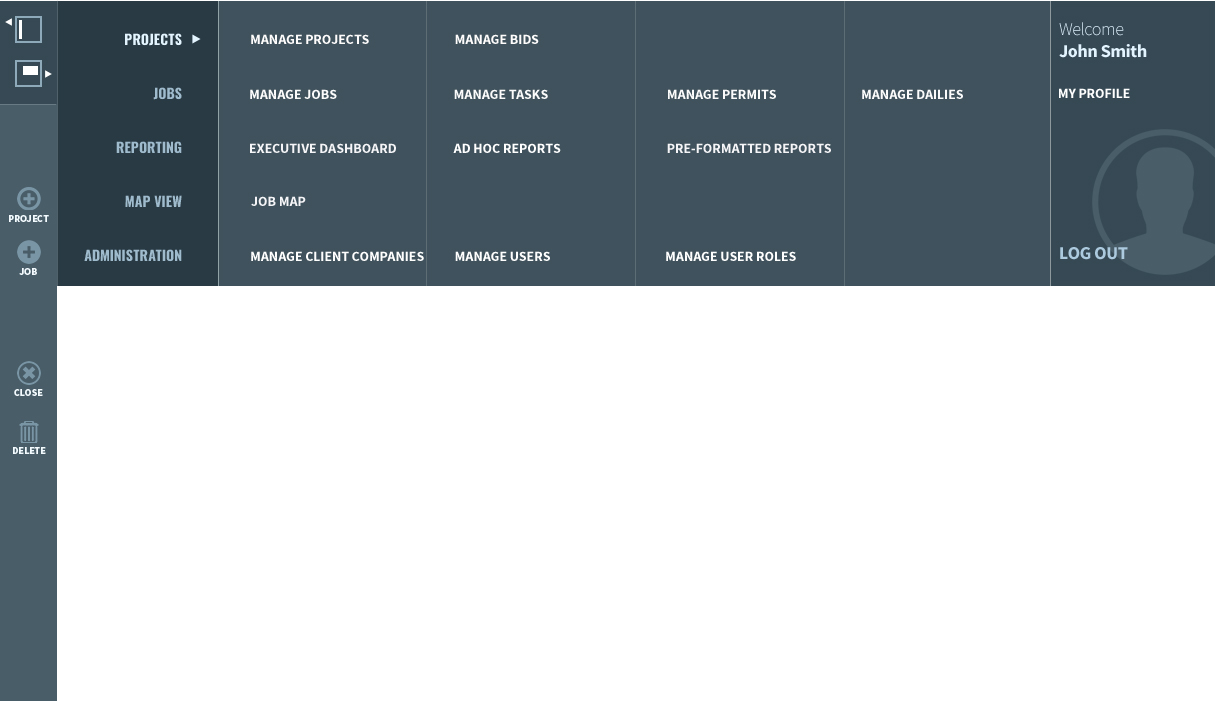 PROJECTS
MANAGE PROJECTS
MANAGE BIDS
JOBS
MANAGE JOBS
MANAGE TASKS
MANAGE PERMITS
MANAGE DAILIES
REPORTING
EXECUTIVE DASHBOARD
AD HOC REPORTS
PRE-FORMATTED REPORTS
MAP VIEW
JOB MAP
ADMINISTRATION
MANAGE CLIENT COMPANIES
MANAGE USERS
MANAGE USER ROLES
Welcome
John Smith
MY PROFILE
LOG OUT
PROJECT
JOB
CLOSE
DELETE